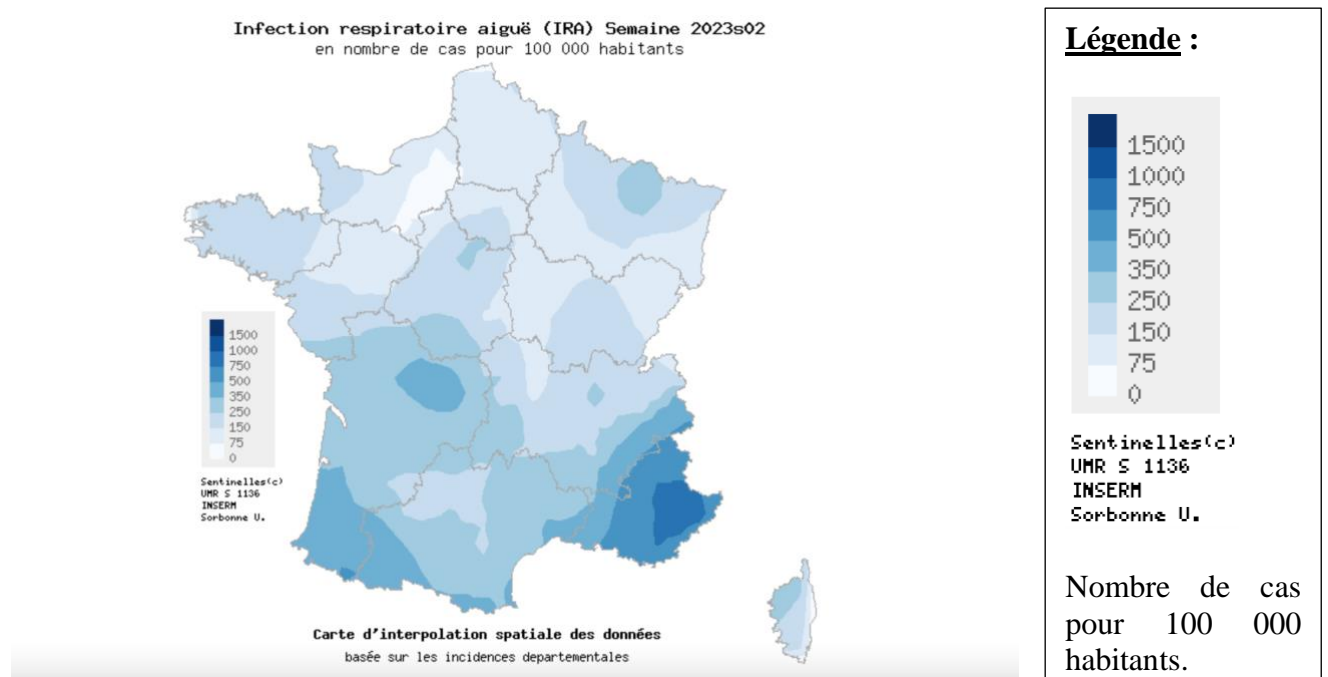 Infection respiratoire aiguë (IRA) Semaine 2023s02
en nombre de cas pour 100 000 habitants
1500
1000
750
500
350
250
150
75
0
Sentinelles(c)
UMR S 1136
INSERM
Sorbonne U.
Carte d'interpolation spatiale des données
basée sur les incidences departementales
Légende :
1500
1000
750
500
350
250
150
75
0
Sentinelles(c)
UMR S 1136
INSERM
Sorbonne U.
Nombre de cas
pour 100 000
habitants.